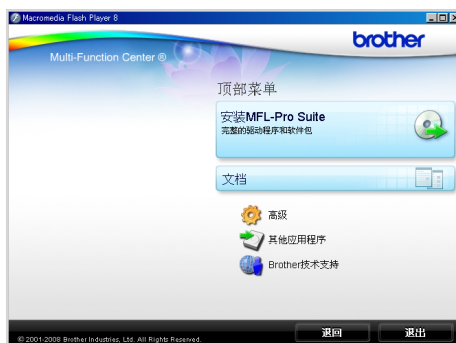 Macromedia Flash Player 8
brother
Multi-Function Center ®
顶部菜单
安装MFL-Pro Suite
完整的驱动程序和软件包
文档
高级
其他应用程序
Brother技术支持
© 2001-2008 Brother Industries, Ltd. All Rights Reserved.
退回
退出